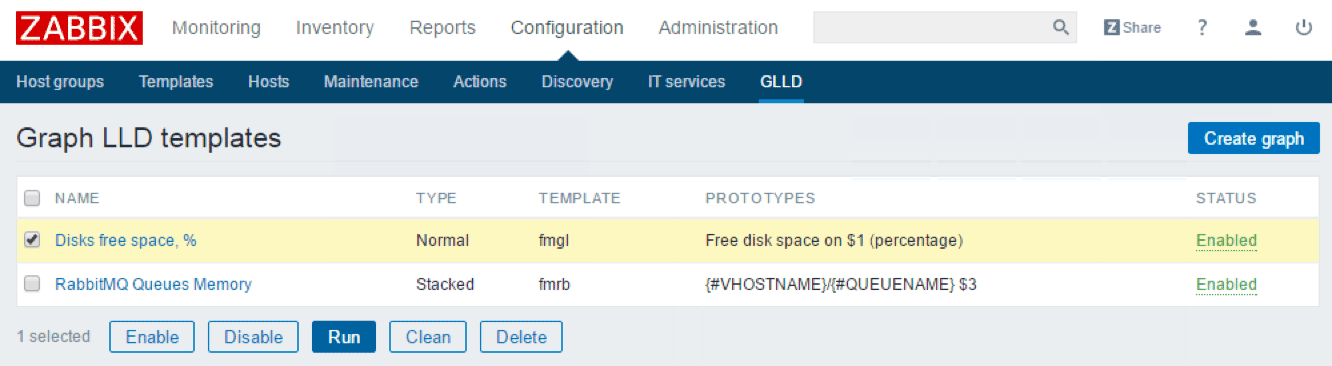 ZABBIX Monitoring Inventory Reports Configuration Administration Z Share ?
Host groups Templates Hosts Maintenance Actions Discovery IT services GLLD
Graph LLD templates Create graph
NAME TYPE TEMPLATE PROTOTYPES STATUS
Disks free space, % Normal fmgl Free disk space on $1 (percentage) Enabled
RabbitMQ Queues Memory Stacked fmrb {#VHOSTNAME}/{#QUEUENAME} $3 Enabled
1 selected Enable Disable Run Clean Delete